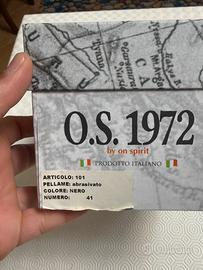 O.S. 1972
by on spirit
PRODOTTO ITALIANO
ARTICOLO: 101
PELLAME: abrasivato
COLORE: NERO
NUMERO: 41